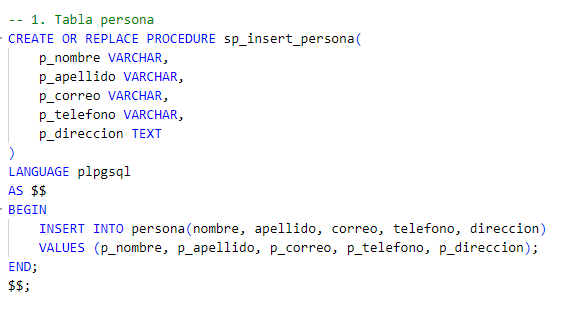 -- 1. Tabla persona
CREATE OR REPLACE PROCEDURE sp_insert_persona(
    p_nombre VARCHAR,
    p_apellido VARCHAR,
    p_correo VARCHAR,
    p_telefono VARCHAR,
    p_direccion TEXT
)
LANGUAGE plpgsql
AS $$
BEGIN
    INSERT INTO persona(nombre, apellido, correo, telefono, direccion)
    VALUES (p_nombre, p_apellido, p_correo, p_telefono, p_direccion);
END;
$$;